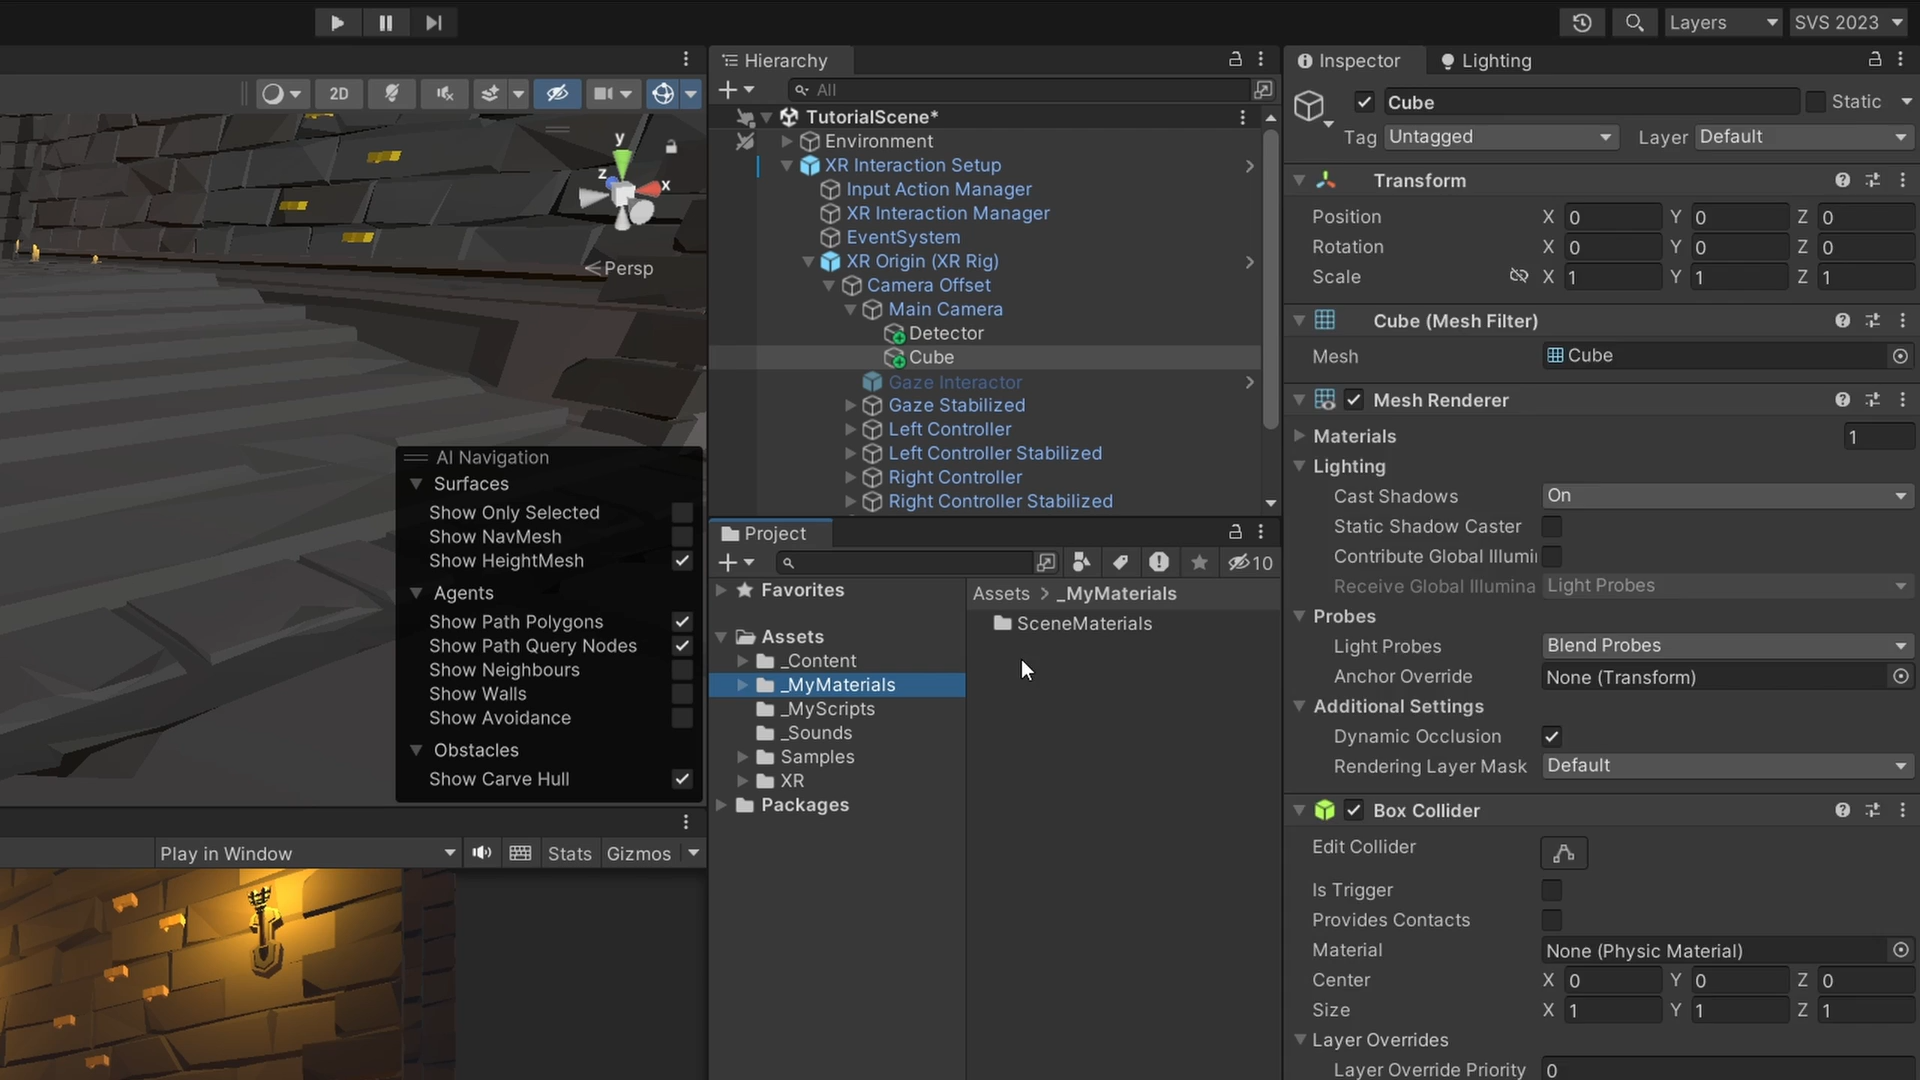 Layers
SVS 2023
2D
y
z
x
Persp
AI Navigation
Surfaces
Show Only Selected
Show NavMesh
Show HeightMesh
Agents
Show Path Polygons
Show Path Query Nodes
Show Neighbours
Show Walls
Show Avoidance
Obstacles
Show Carve Hull
Play in Window
Stats
Gizmos
Hierarchy
All
TutorialScene*
Environment
XR Interaction Setup
Input Action Manager
XR Interaction Manager
EventSystem
XR Origin (XR Rig)
Camera Offset
Main Camera
Detector
Cube
Gaze Interactor
Gaze Stabilized
Left Controller
Left Controller Stabilized
Right Controller
Right Controller Stabilized
Project
10
Favorites
Assets
_Content
_MyMaterials
_MyScripts
_Sounds
Samples
XR
Packages
Assets > _MyMaterials
SceneMaterials
Inspector
Lighting
Cube
Static
Tag Untagged
Layer Default
Transform
Position X 0 Y 0 Z 0
Rotation X 0 Y 0 Z 0
Scale X 1 Y 1 Z 1
Cube (Mesh Filter)
Mesh Cube
Mesh Renderer
Materials 1
Lighting
Cast Shadows On
Static Shadow Caster
Contribute Global Illumi
Receive Global Illumina Light Probes
Probes
Light Probes Blend Probes
Anchor Override None (Transform)
Additional Settings
Dynamic Occlusion
Rendering Layer Mask Default
Box Collider
Edit Collider
Is Trigger
Provides Contacts
Material None (Physic Material)
Center X 0 Y 0 Z 0
Size X 1 Y 1 Z 1
Layer Overrides
Layer Override Priority 0